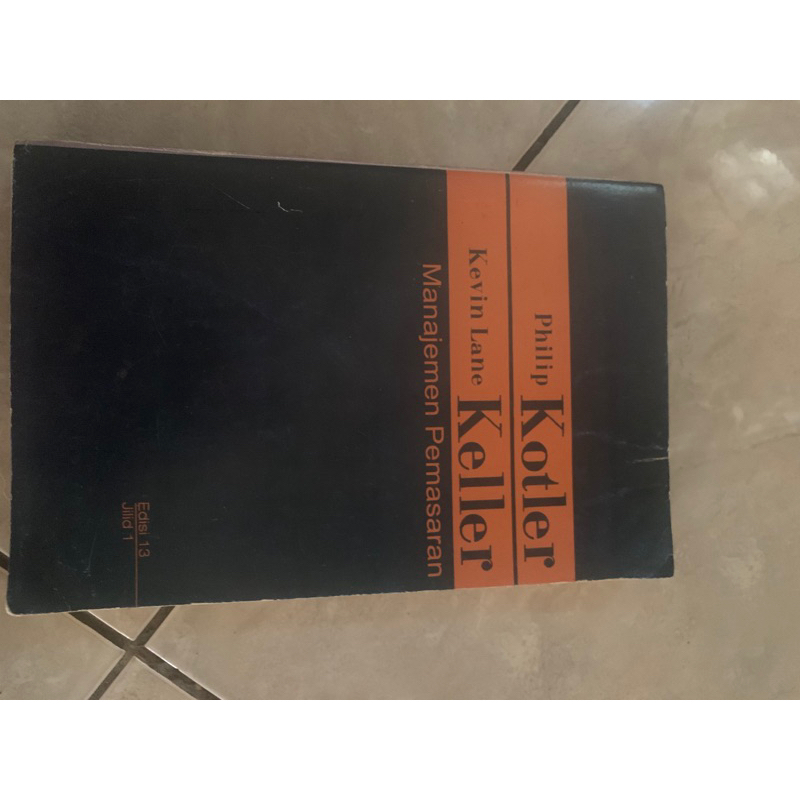 Philip Kotler
Kevin Lane Keller
Manajemen Pemasaran
Edisi 13
Jilid 1